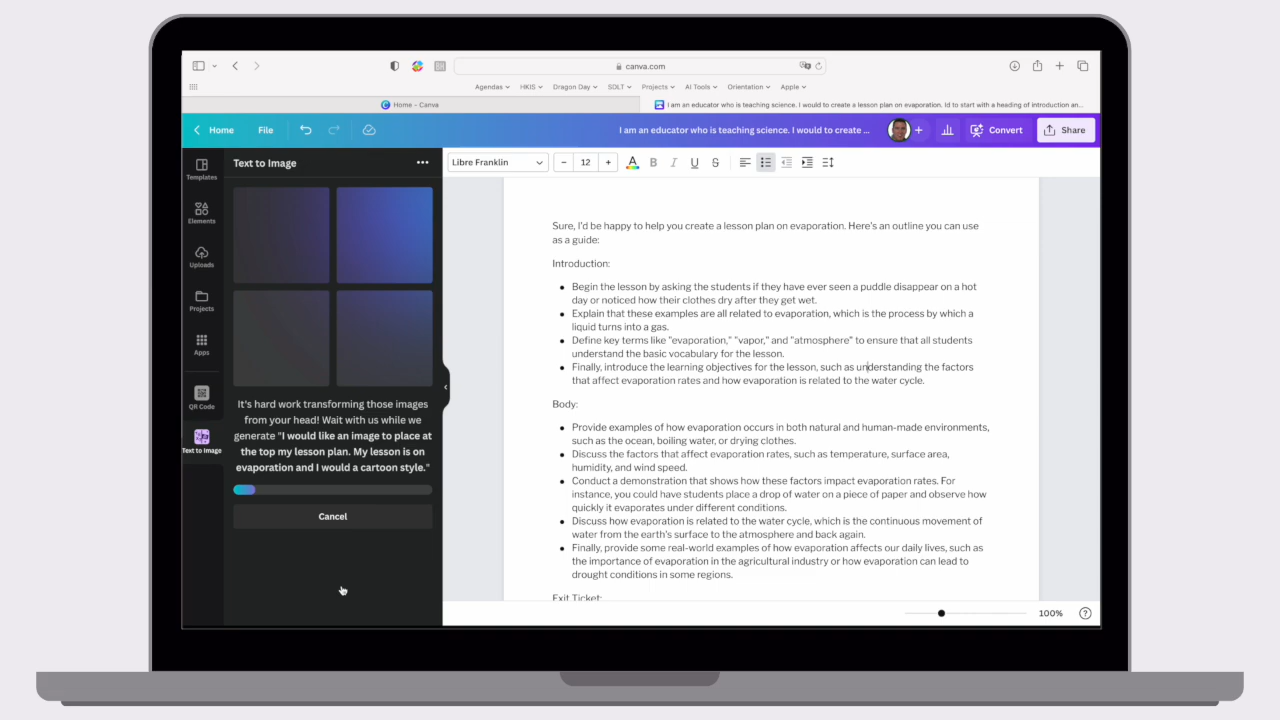 canva.com
Agendas HKIS Dragon Day SDLT Projects AI Tools Orientation Apple
Home – Canva
I am an educator who is teaching science. I would to create a lesson plan on evaporation. Id to start with a heading of introduction an...
Home File
I am an educator who is teaching science. I would to create ...
Convert
Share
Text to Image
Libre Franklin
– 12 +
A B I U S
Templates
Elements
Uploads
Projects
Apps
QR Code
Text to Image
It's hard work transforming those images
from your head! Wait with us while we
generate "I would like an image to place at
the top my lesson plan. My lesson is on
evaporation and I would a cartoon style."
Cancel
Sure, I'd be happy to help you create a lesson plan on evaporation. Here's an outline you can use
as a guide:
Introduction:
● Begin the lesson by asking the students if they have ever seen a puddle disappear on a hot
day or noticed how their clothes dry after they get wet.
● Explain that these examples are all related to evaporation, which is the process by which a
liquid turns into a gas.
● Define key terms like "evaporation," "vapor," and "atmosphere" to ensure that all students
understand the basic vocabulary for the lesson.
● Finally, introduce the learning objectives for the lesson, such as understanding the factors
that affect evaporation rates and how evaporation is related to the water cycle.
Body:
● Provide examples of how evaporation occurs in both natural and human-made environments,
such as the ocean, boiling water, or drying clothes.
● Discuss the factors that affect evaporation rates, such as temperature, surface area,
humidity, and wind speed.
● Conduct a demonstration that shows how these factors impact evaporation rates. For
instance, you could have students place a drop of water on a piece of paper and observe how
quickly it evaporates under different conditions.
● Discuss how evaporation is related to the water cycle, which is the continuous movement of
water from the earth's surface to the atmosphere and back again.
● Finally, provide some real-world examples of how evaporation affects our daily lives, such as
the importance of evaporation in the agricultural industry or how evaporation can lead to
drought conditions in some regions.
Exit Ticket:
100%